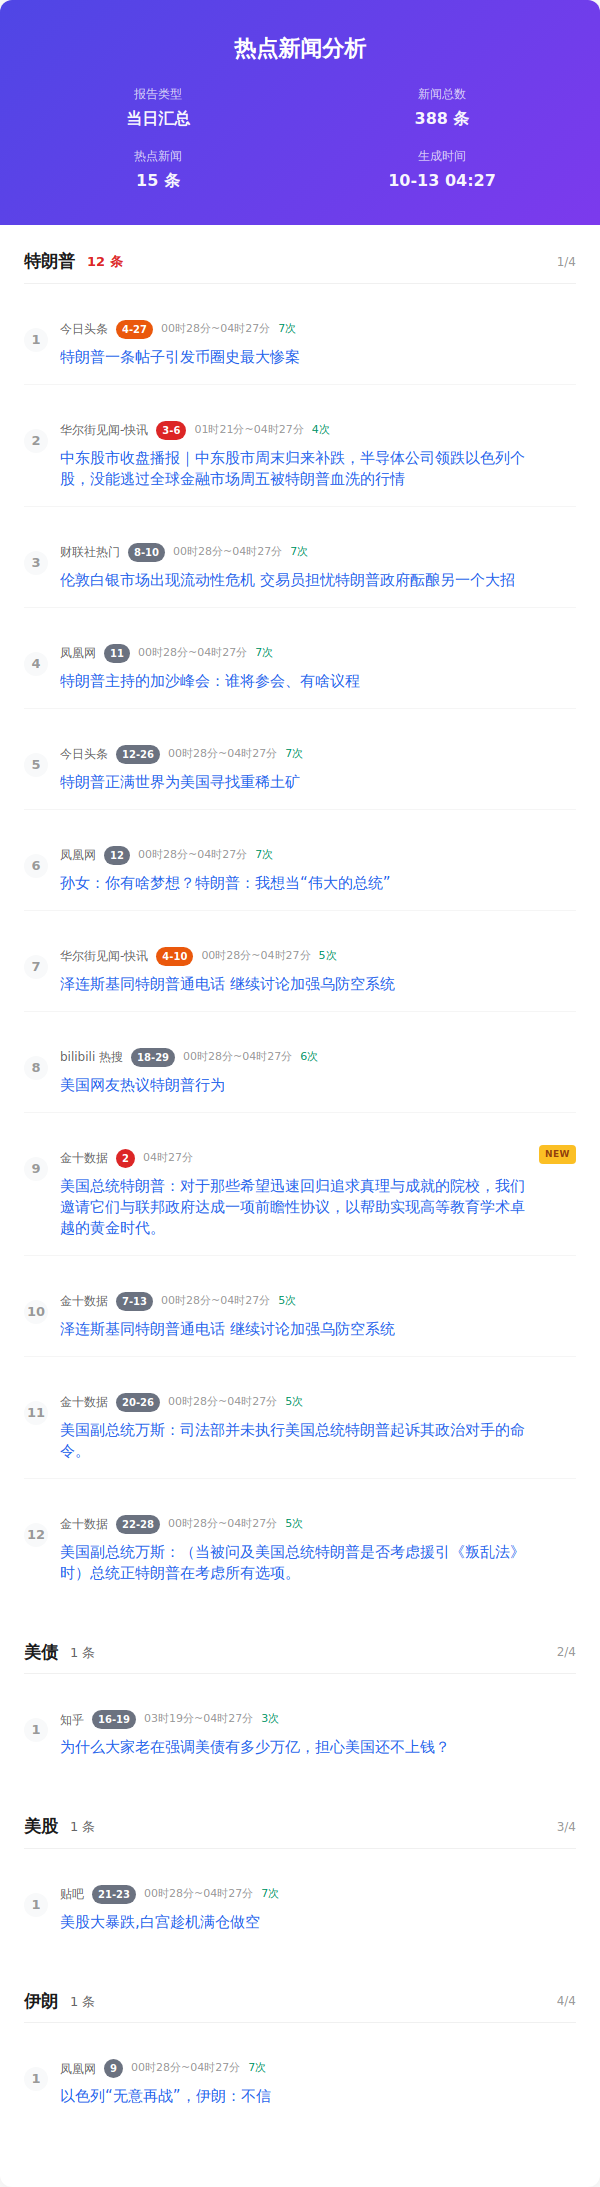 热点新闻分析
报告类型
新闻总数
当日汇总
388 条
热点新闻
生成时间
15 条
10-13 04:27
特朗普 12 条 1/4
1
今日头条 4-27 00时28分~04时27分 7次
特朗普一条帖子引发币圈史最大惨案
2
华尔街见闻-快讯 3-6 01时21分~04时27分 4次
中东股市收盘播报｜中东股市周末归来补跌，半导体公司领跌以色列个
股，没能逃过全球金融市场周五被特朗普血洗的行情
3
财联社热门 8-10 00时28分~04时27分 7次
伦敦白银市场出现流动性危机 交易员担忧特朗普政府酝酿另一个大招
4
凤凰网 11 00时28分~04时27分 7次
特朗普主持的加沙峰会：谁将参会、有啥议程
5
今日头条 12-26 00时28分~04时27分 7次
特朗普正满世界为美国寻找重稀土矿
6
凤凰网 12 00时28分~04时27分 7次
孙女：你有啥梦想？特朗普：我想当“伟大的总统”
7
华尔街见闻-快讯 4-10 00时28分~04时27分 5次
泽连斯基同特朗普通电话 继续讨论加强乌防空系统
8
bilibili 热搜 18-29 00时28分~04时27分 6次
美国网友热议特朗普行为
9
金十数据 2 04时27分 NEW
美国总统特朗普：对于那些希望迅速回归追求真理与成就的院校，我们
邀请它们与联邦政府达成一项前瞻性协议，以帮助实现高等教育学术卓
越的黄金时代。
10
金十数据 7-13 00时28分~04时27分 5次
泽连斯基同特朗普通电话 继续讨论加强乌防空系统
11
金十数据 20-26 00时28分~04时27分 5次
美国副总统万斯：司法部并未执行美国总统特朗普起诉其政治对手的命
令。
12
金十数据 22-28 00时28分~04时27分 5次
美国副总统万斯：（当被问及美国总统特朗普是否考虑援引《叛乱法》
时）总统正特朗普在考虑所有选项。
美债 1 条 2/4
1
知乎 16-19 03时19分~04时27分 3次
为什么大家老在强调美债有多少万亿，担心美国还不上钱？
美股 1 条 3/4
1
贴吧 21-23 00时28分~04时27分 7次
美股大暴跌,白宫趁机满仓做空
伊朗 1 条 4/4
1
凤凰网 9 00时28分~04时27分 7次
以色列“无意再战”，伊朗：不信